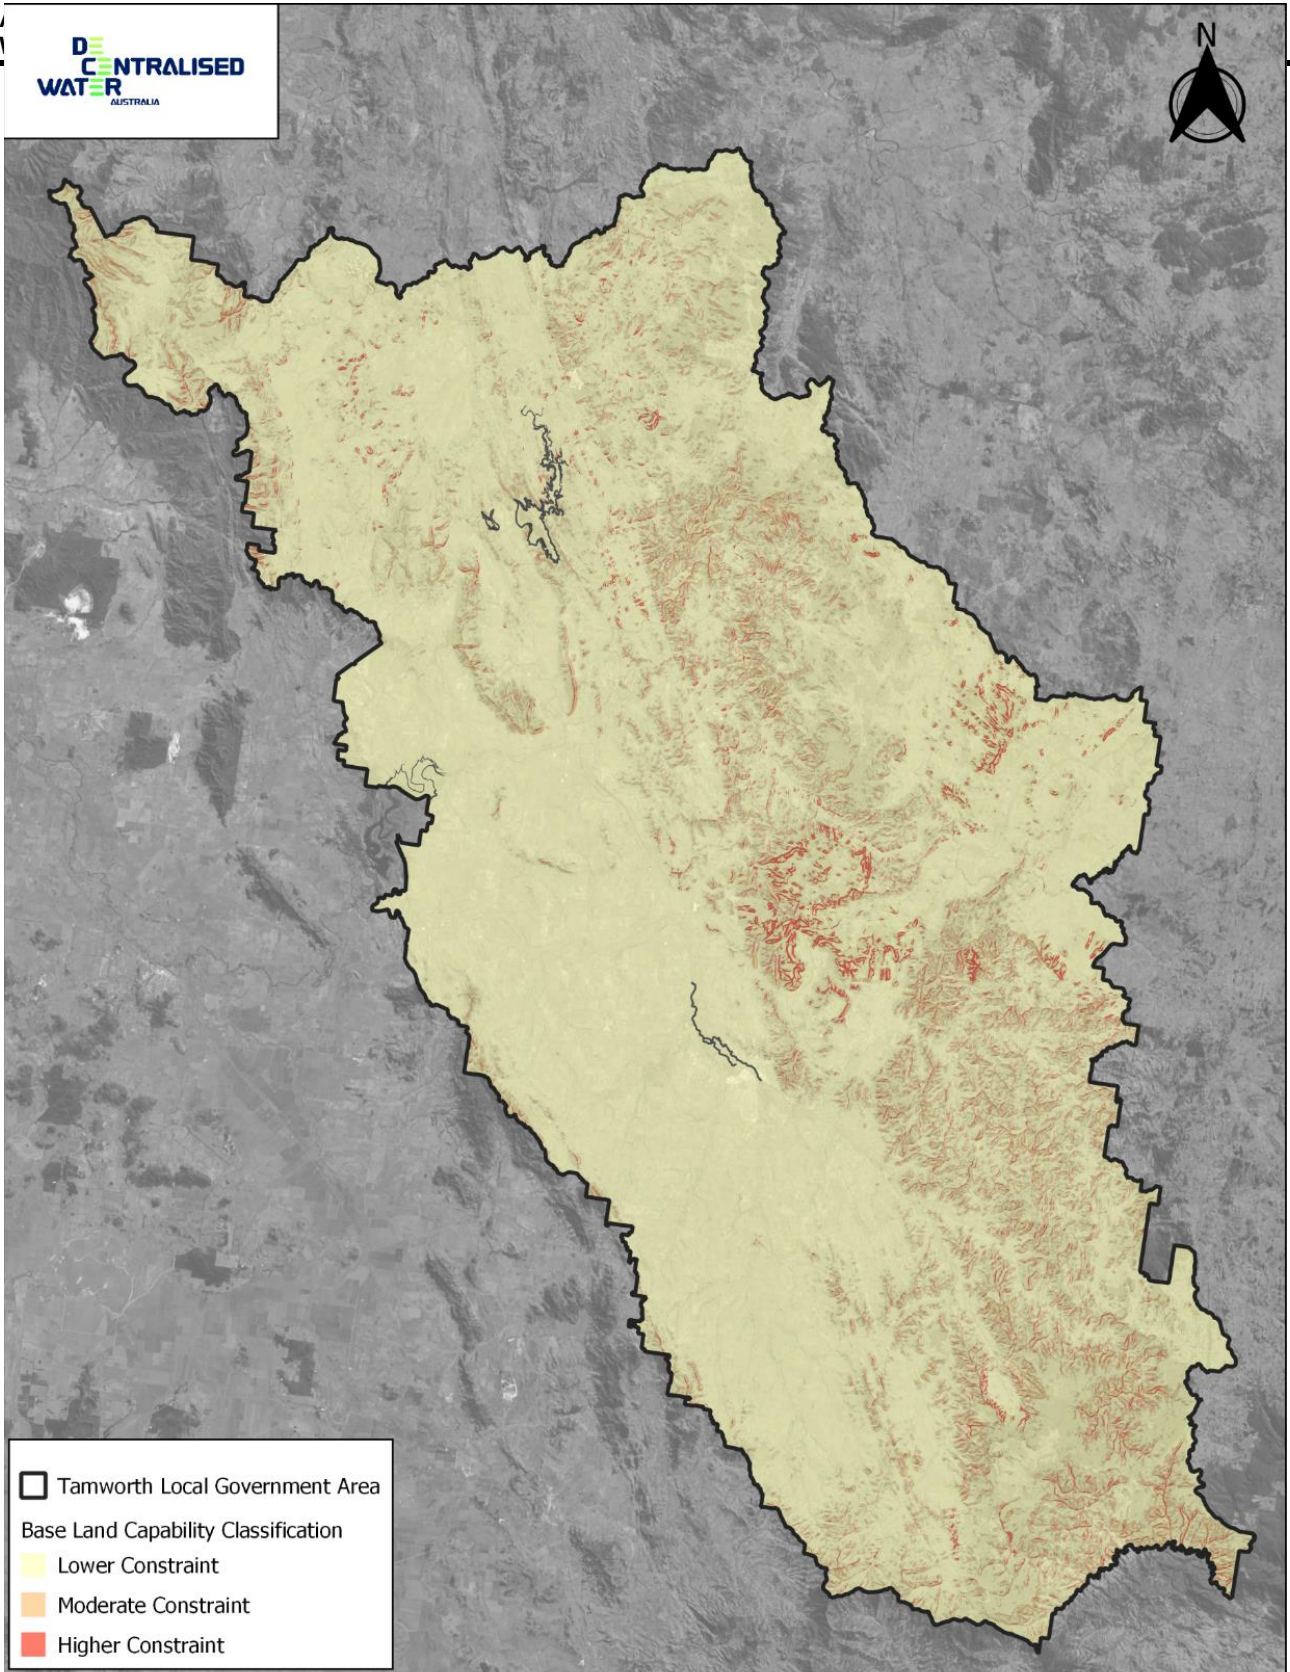 DECENTRALISED
WATER
AUSTRALIA
N
Tamworth Local Government Area
Base Land Capability Classification
Lower Constraint
Moderate Constraint
Higher Constraint